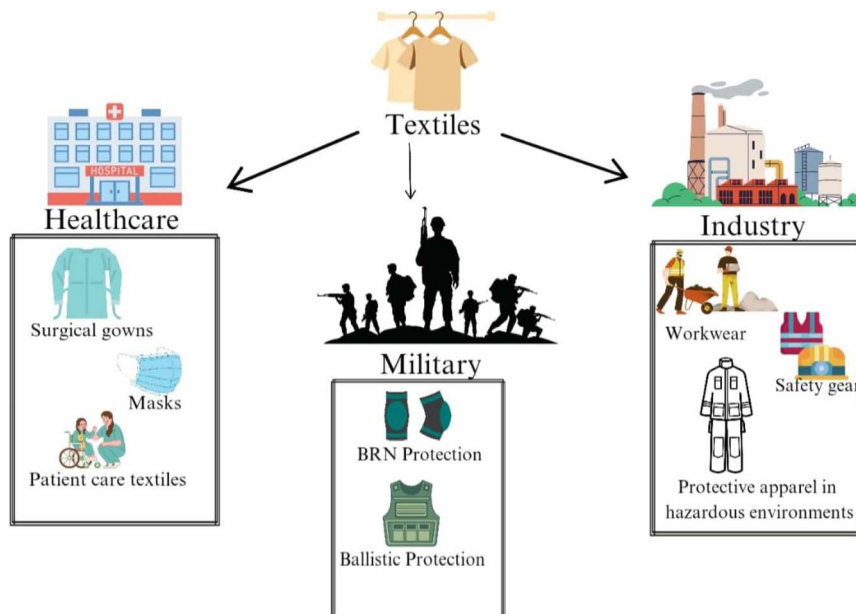 Textiles
HOSPITAL
Healthcare
Surgical gowns
Masks
Patient care textiles
Military
BRN Protection
Ballistic Protection
Industry
Workwear
Safety gear
Protective apparel in
hazardous environments